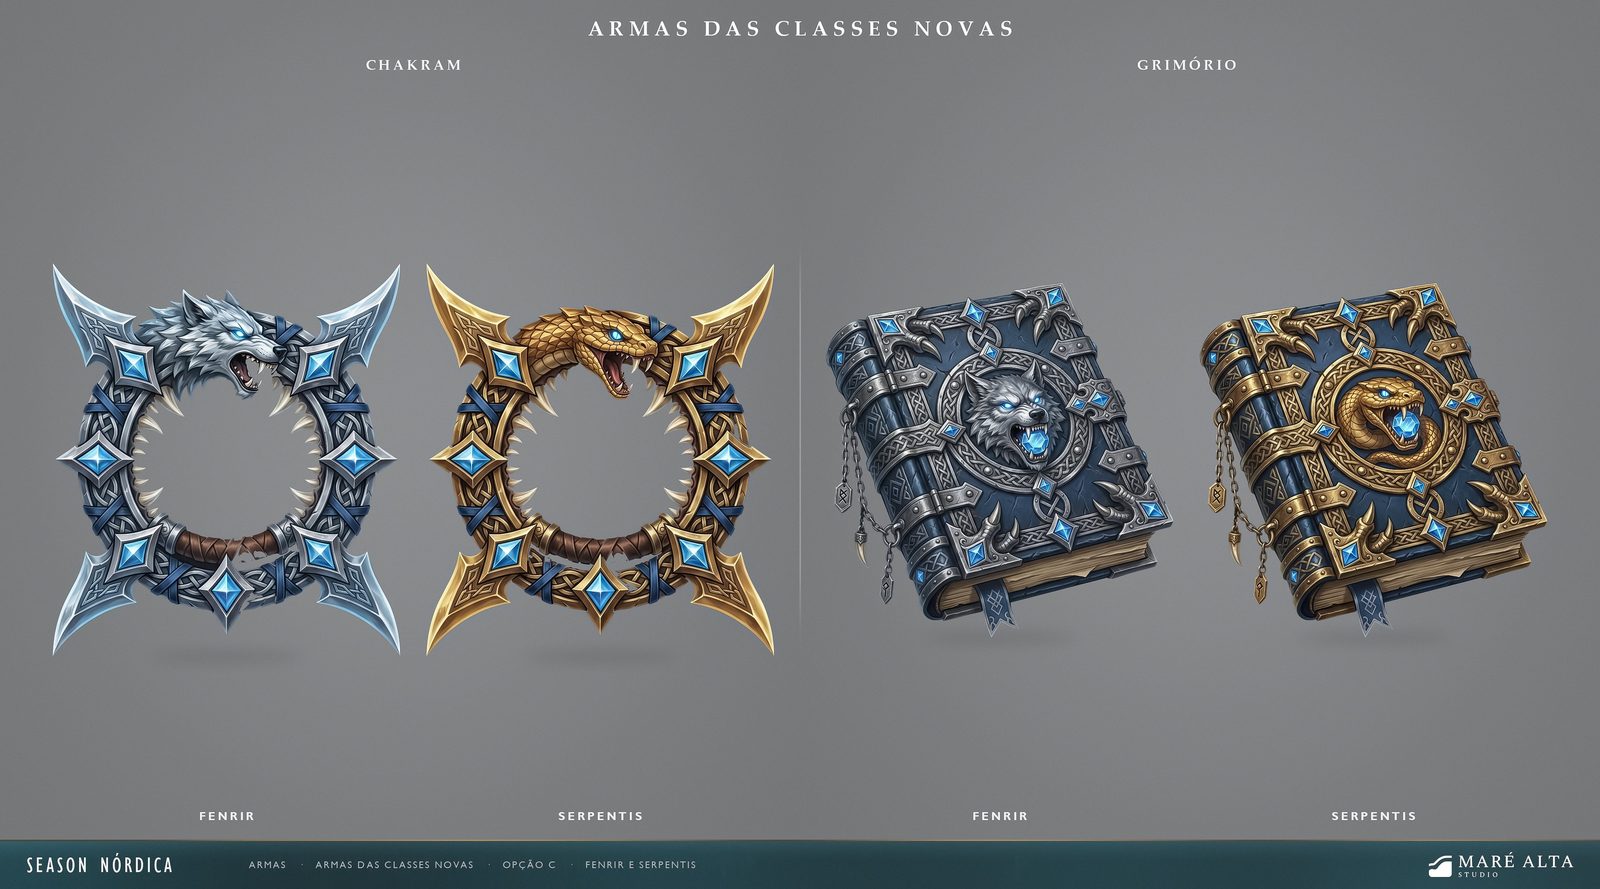 ARMAS DAS CLASSES NOVAS
CHAKRAM
GRIMÓRIO
FENRIR
SERPENTIS
FENRIR
SERPENTIS
SEASON NÓRDICA
ARMAS · ARMAS DAS CLASSES NOVAS · OPÇÃO C · FENRIR E SERPENTIS
MARÉ ALTA
STUDIO